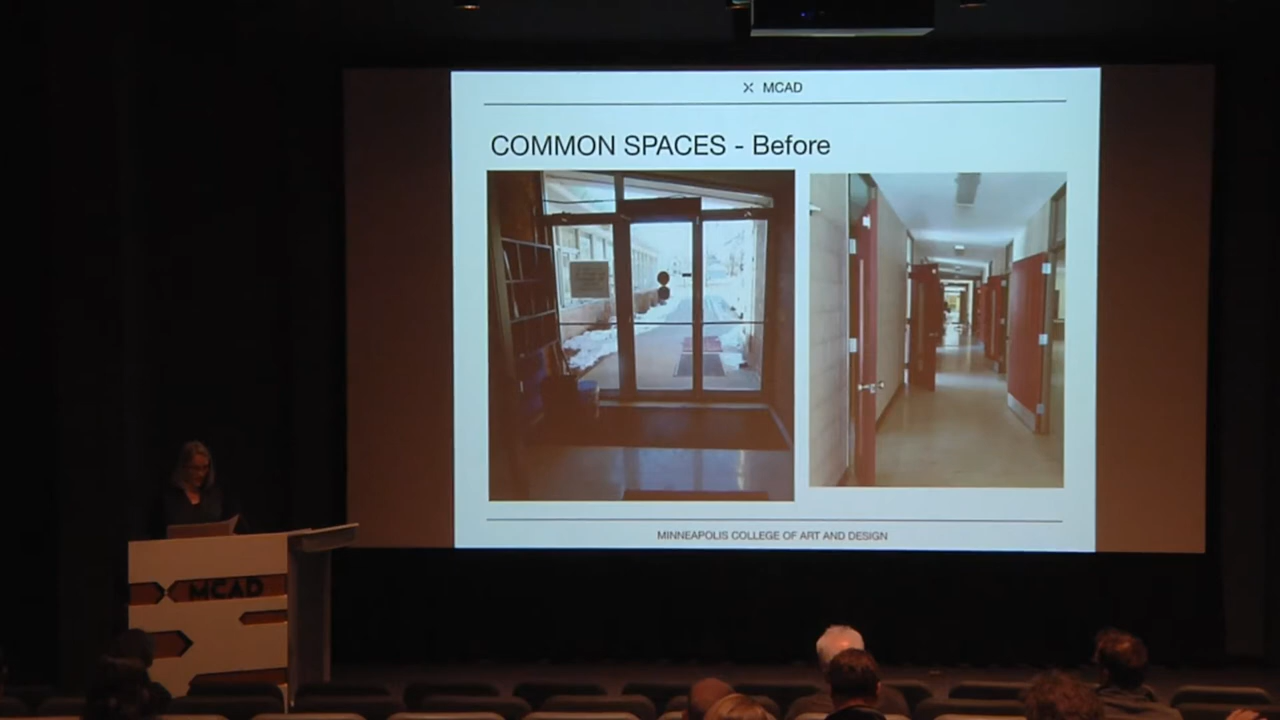 MCAD
COMMON SPACES - Before
MINNEAPOLIS COLLEGE OF ART AND DESIGN
MCAD